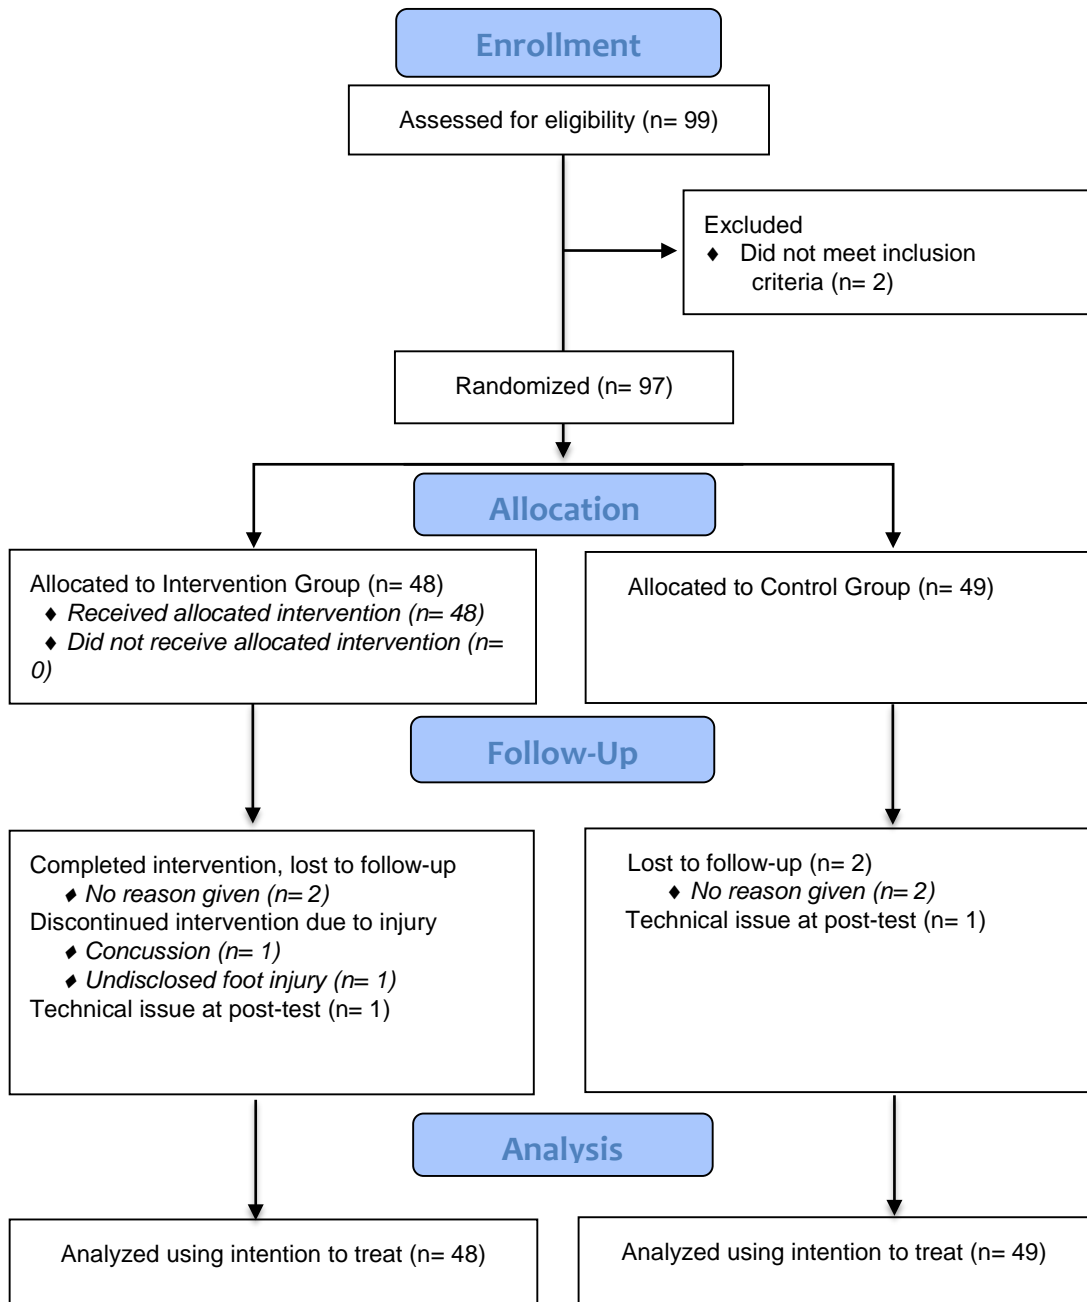 Enrollment
Assessed for eligibility (n= 99)
Excluded
♦ Did not meet inclusion
criteria (n= 2)
Randomized (n= 97)
Allocation
Allocated to Intervention Group (n= 48)
♦ Received allocated intervention (n= 48)
♦ Did not receive allocated intervention (n=
0)
Allocated to Control Group (n= 49)
Follow-Up
Completed intervention, lost to follow-up
♦ No reason given (n= 2)
Discontinued intervention due to injury
♦ Concussion (n= 1)
♦ Undisclosed foot injury (n= 1)
Technical issue at post-test (n= 1)
Lost to follow-up (n= 2)
♦ No reason given (n= 2)
Technical issue at post-test (n= 1)
Analysis
Analyzed using intention to treat (n= 48)
Analyzed using intention to treat (n= 49)